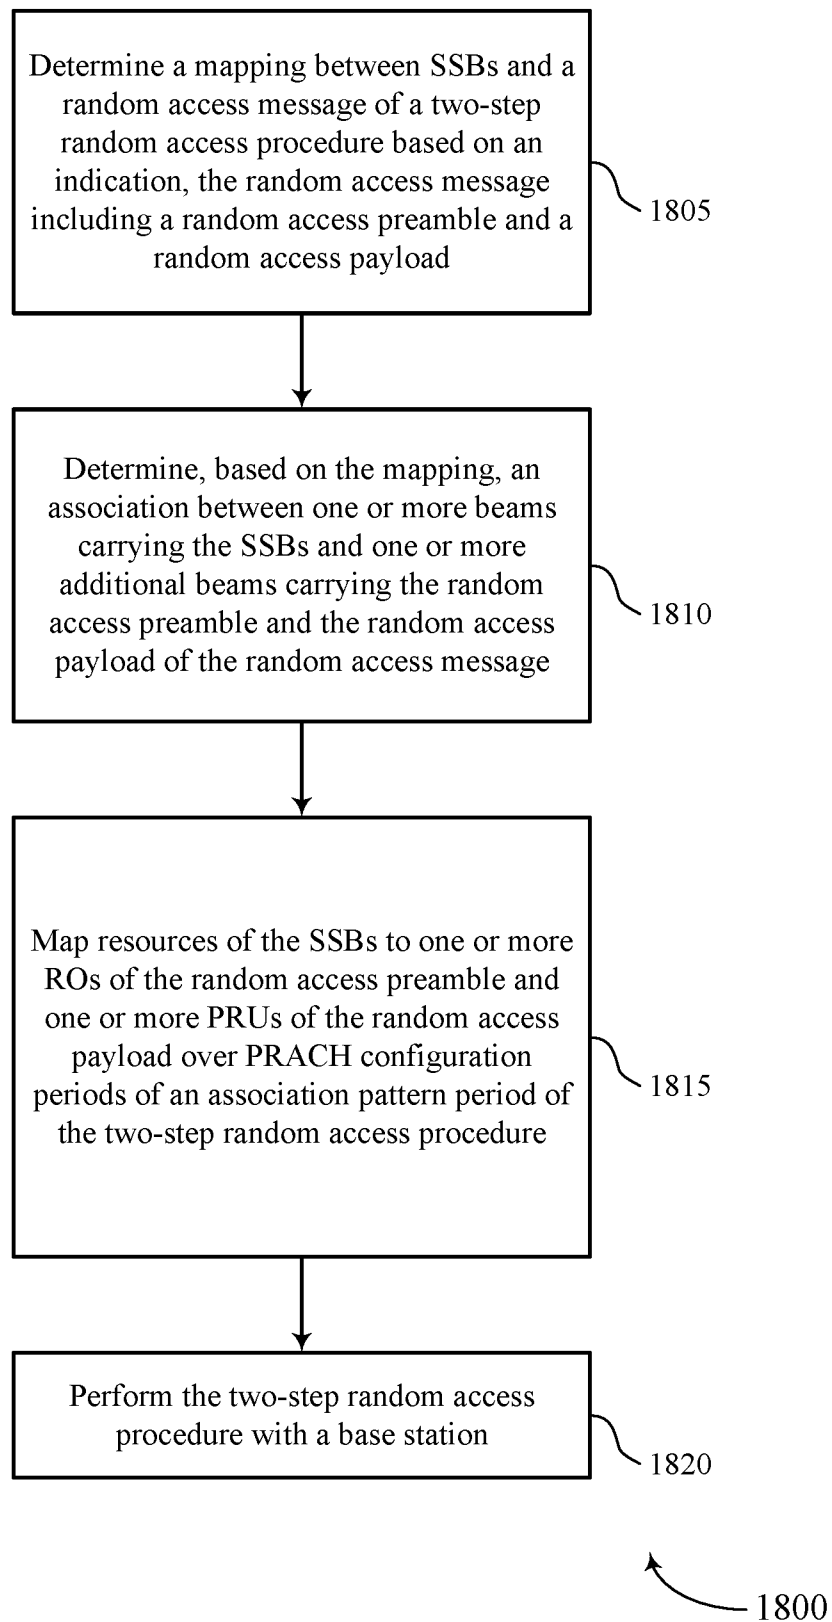 Determine a mapping between SSBs and a
random access message of a two-step
random access procedure based on an
indication, the random access message
including a random access preamble and a
random access payload
1805
Determine, based on the mapping, an
association between one or more beams
carrying the SSBs and one or more
additional beams carrying the random
access preamble and the random access
payload of the random access message
1810
Map resources of the SSBs to one or more
ROs of the random access preamble and
one or more PRUs of the random access
payload over PRACH configuration
periods of an association pattern period of
the two-step random access procedure
1815
Perform the two-step random access
procedure with a base station
1820
1800